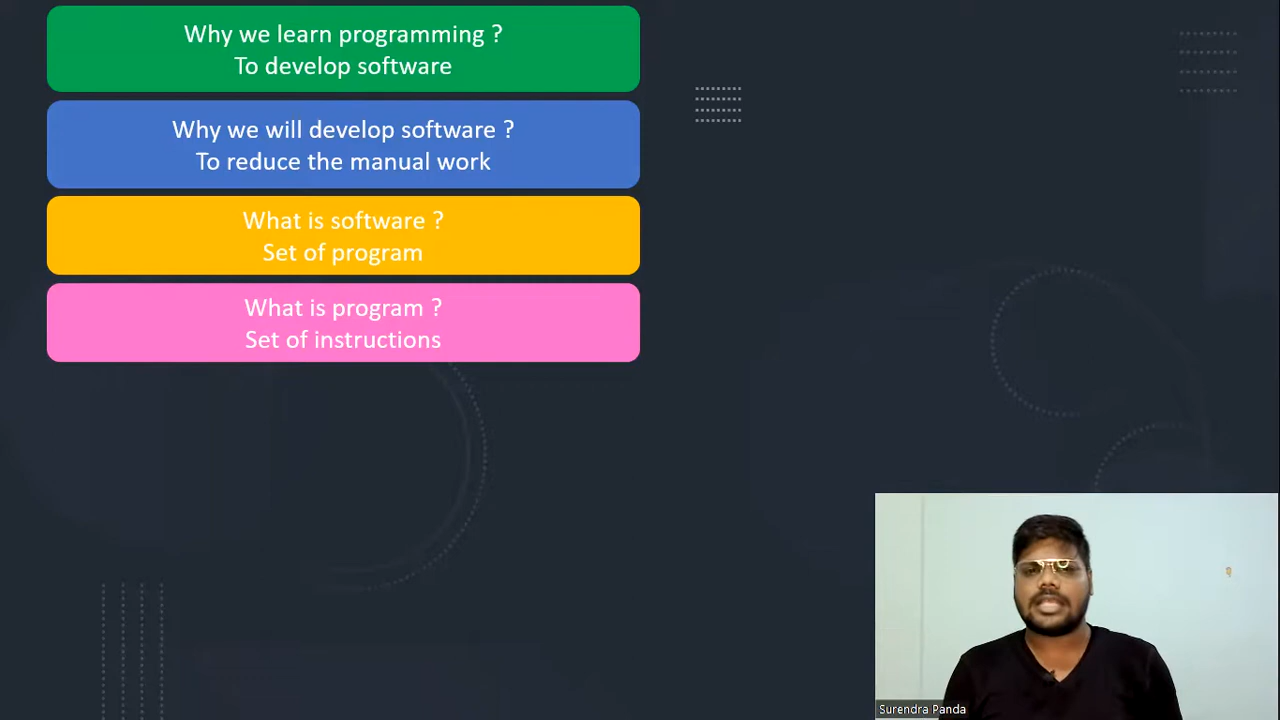 Why we learn programming ?
To develop software
Why we will develop software ?
To reduce the manual work
What is software ?
Set of program
What is program ?
Set of instructions
Surendra Panda